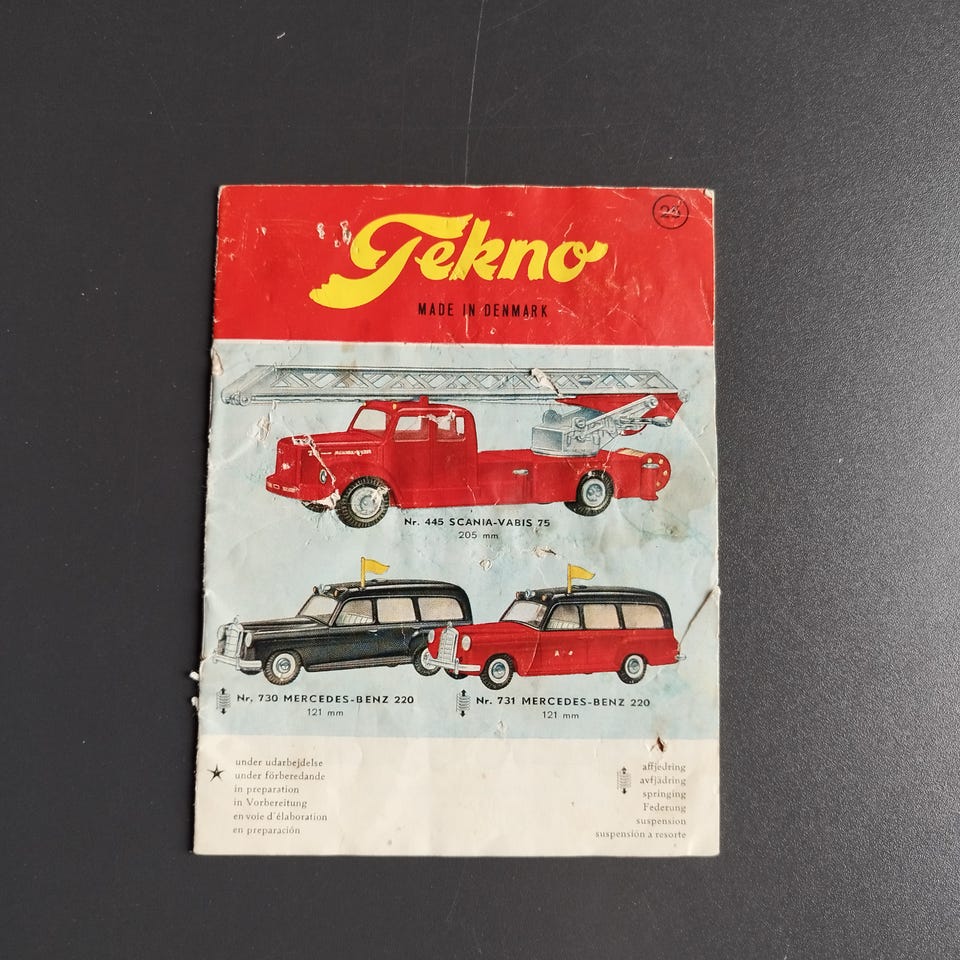 Tekno
MADE IN DENMARK
Nr. 445 SCANIA-VABIS 75
205 mm
Nr. 730 MERCEDES-BENZ 220
121 mm
Nr. 731 MERCEDES-BENZ 220
121 mm
under udarbejdelse
under förberedande
in preparation
in Vorbereitung
en voie d'élaboration
en preparación
affjedring
avfjädring
springing
Federung
suspension
suspensión a resorte